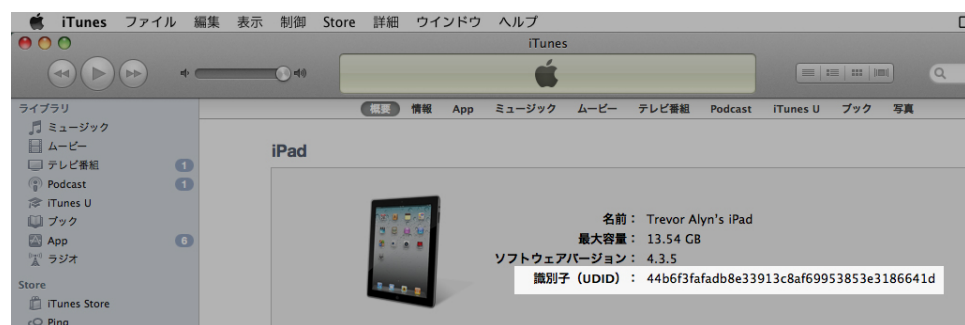 iTunes ファイル 編集 表示 制御 Store 詳細 ウインドウ ヘルプ
iTunes
ライブラリ
ミュージック
ムービー
テレビ番組 1
Podcast 1
iTunes U
ブック
App 6
ラジオ
Store
iTunes Store
Ping
概要 情報 App ミュージック ムービー テレビ番組 Podcast iTunes U ブック 写真
iPad
名前： Trevor Alyn's iPad
最大容量： 13.54 GB
ソフトウェアバージョン： 4.3.5
識別子（UDID）： 44b6f3fafadb8e33913c8af69953853e3186641d